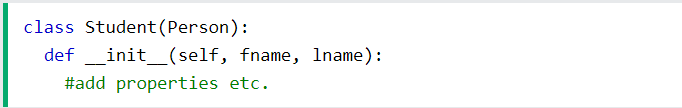 class Student(Person):
  def __init__(self, fname, lname):
    #add properties etc.